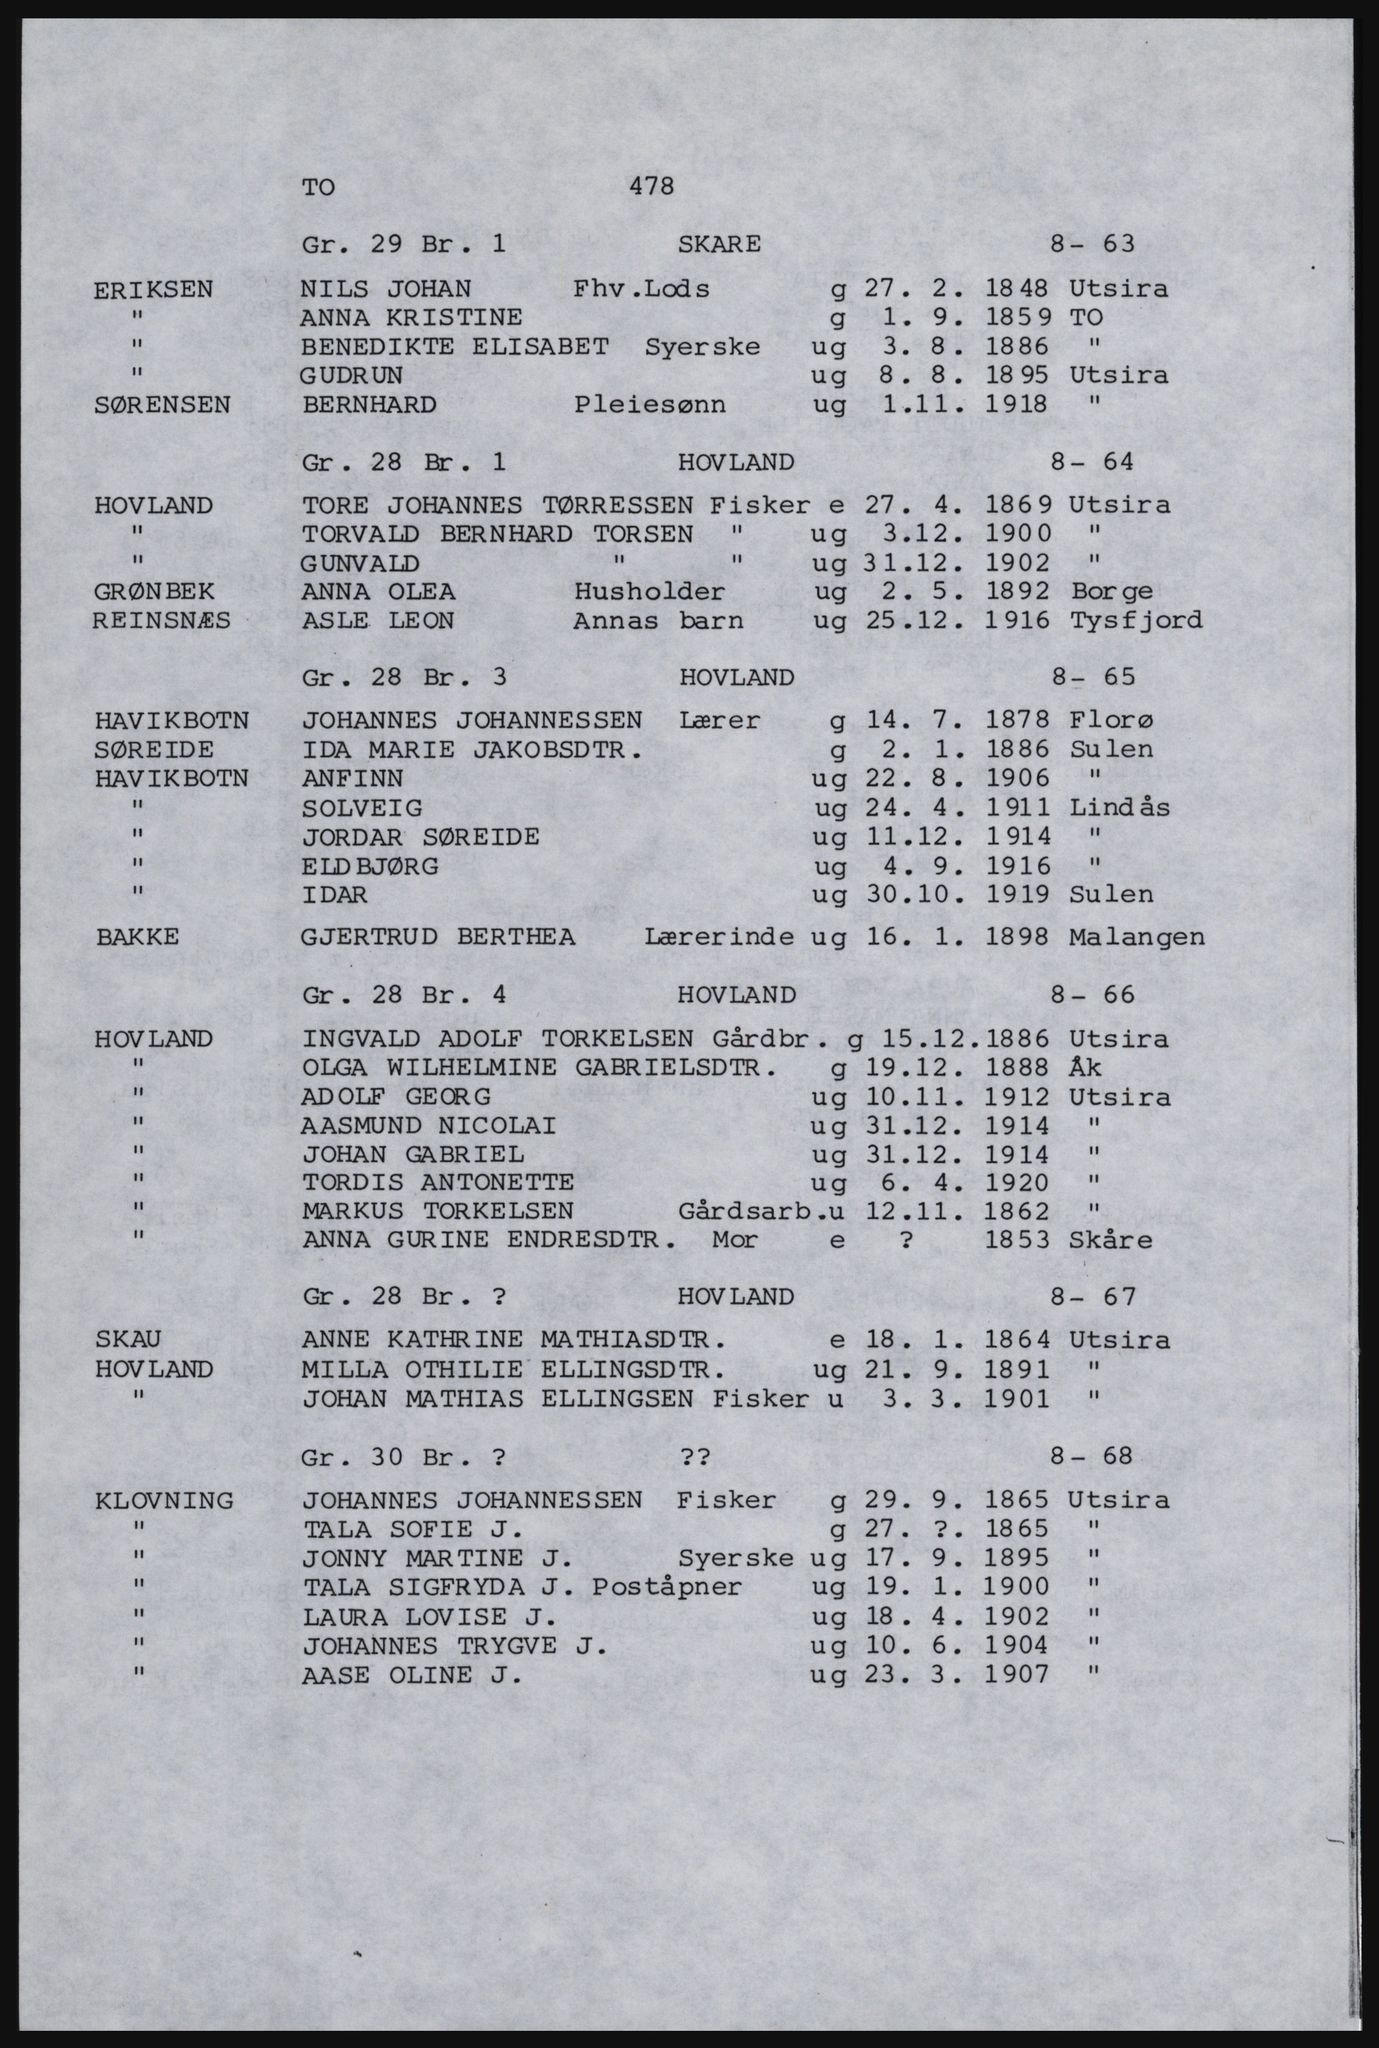 TO 478
Gr. 29 Br. 1 SKARE 8- 63
ERIKSEN NILS JOHAN Fhv.Lods g 27. 2. 1848 Utsira
" ANNA KRISTINE g 1. 9. 1859 TO
" BENEDIKTE ELISABET Syerske ug 3. 8. 1886 "
" GUDRUN ug 8. 8. 1895 Utsira
SØRENSEN BERNHARD Pleiesønn ug 1.11. 1918 "
Gr. 28 Br. 1 HOVLAND 8- 64
HOVLAND TORE JOHANNES TØRRESSEN Fisker e 27. 4. 1869 Utsira
" TORVALD BERNHARD TORSEN " ug 3.12. 1900 "
" GUNVALD " " ug 31.12. 1902 "
GRØNBEK ANNA OLEA Husholder ug 2. 5. 1892 Borge
REINSNÆS ASLE LEON Annas barn ug 25.12. 1916 Tysfjord
Gr. 28 Br. 3 HOVLAND 8- 65
HAVIKBOTN JOHANNES JOHANNESSEN Lærer g 14. 7. 1878 Florø
SØREIDE IDA MARIE JAKOBSDTR. g 2. 1. 1886 Sulen
HAVIKBOTN ANFINN ug 22. 8. 1906 "
" SOLVEIG ug 24. 4. 1911 Lindås
" JORDAR SØREIDE ug 11.12. 1914 "
" ELDBJØRG ug 4. 9. 1916 "
" IDAR ug 30.10. 1919 Sulen
BAKKE GJERTRUD BERTHEA Lærerinde ug 16. 1. 1898 Malangen
Gr. 28 Br. 4 HOVLAND 8- 66
HOVLAND INGVALD ADOLF TORKELSEN Gårdbr. g 15.12.1886 Utsira
" OLGA WILHELMINE GABRIELSDTR. g 19.12. 1888 Åk
" ADOLF GEORG ug 10.11. 1912 Utsira
" AASMUND NICOLAI ug 31.12. 1914 "
" JOHAN GABRIEL ug 31.12. 1914 "
" TORDIS ANTONETTE ug 6. 4. 1920 "
" MARKUS TORKELSEN Gårdsarb.u 12.11. 1862 "
" ANNA GURINE ENDRESDTR. Mor e ? 1853 Skåre
Gr. 28 Br. ? HOVLAND 8- 67
SKAU ANNE KATHRINE MATHIASDTR. e 18. 1. 1864 Utsira
HOVLAND MILLA OTHILIE ELLINGSDTR. ug 21. 9. 1891 "
" JOHAN MATHIAS ELLINGSEN Fisker u 3. 3. 1901 "
Gr. 30 Br. ? ?? 8- 68
KLOVNING JOHANNES JOHANNESSEN Fisker g 29. 9. 1865 Utsira
" TALA SOFIE J. g 27. ?. 1865 "
" JONNY MARTINE J. Syerske ug 17. 9. 1895 "
" TALA SIGFRYDA J. Poståpner ug 19. 1. 1900 "
" LAURA LOVISE J. ug 18. 4. 1902 "
" JOHANNES TRYGVE J. ug 10. 6. 1904 "
" AASE OLINE J. ug 23. 3. 1907 "